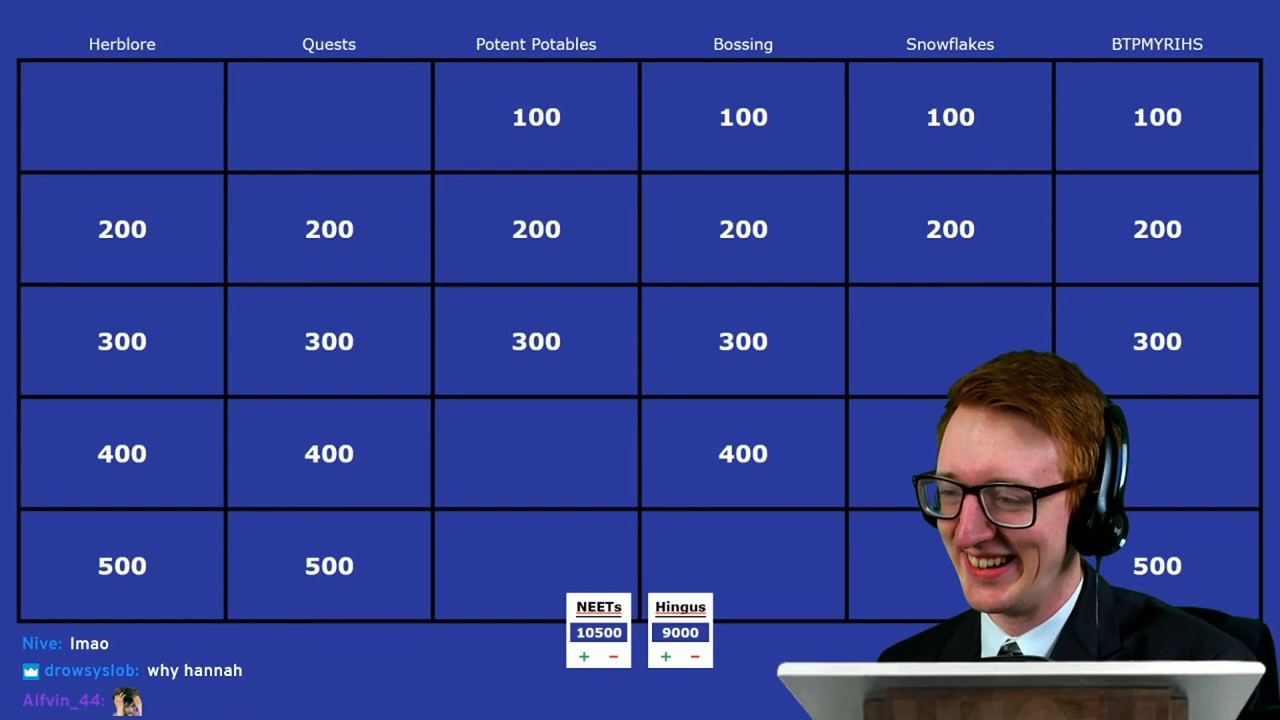 Herblore Quests Potent Potables Bossing Snowflakes BTPMYRIHS
100 100 100 100
200 200 200 200 200 200
300 300 300 300 300
400 400 400
500 500 500
NEETs Hingus
10500 9000
+ − + −
Nive: lmao
drowsyslob: why hannah
Alfvin_44: